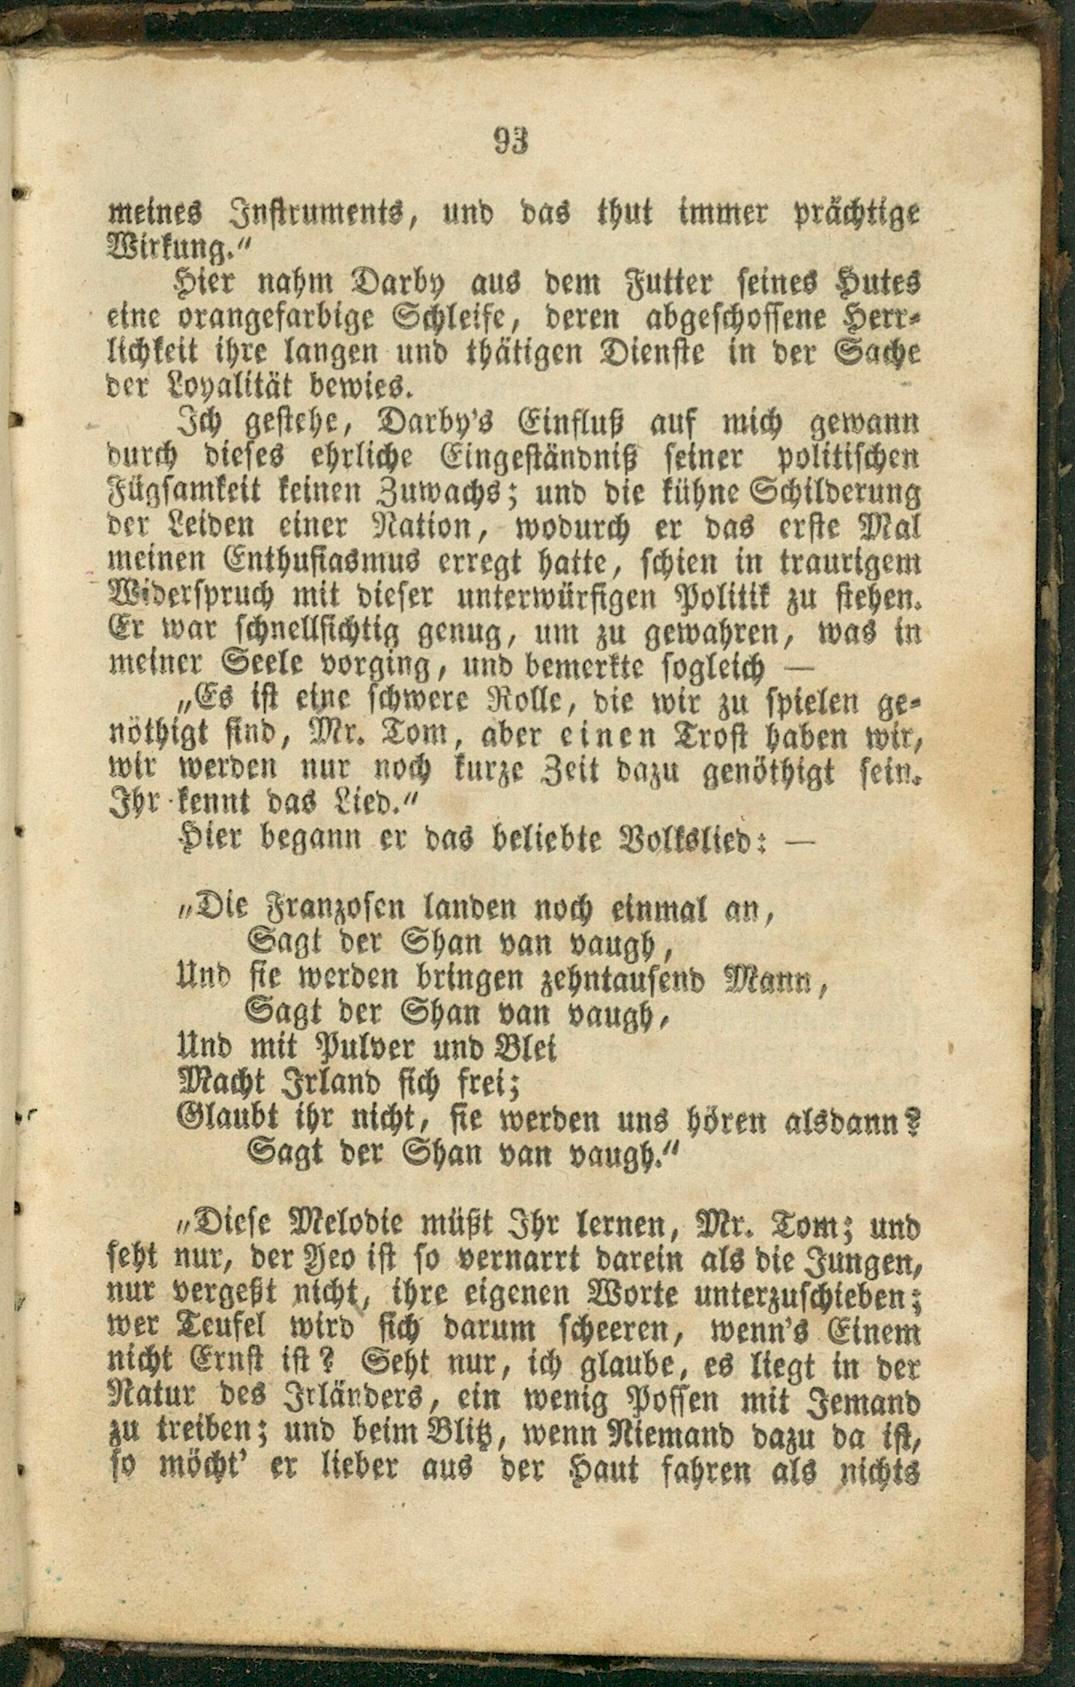 93
meines Instruments, und das thut immer prächtige
Wirkung.“
Hier nahm Darby aus dem Futter seines Hutes
eine orangefarbige Schleife, deren abgeschossene Herr-
lichkeit ihre langen und thätigen Dienste in der Sache
der Loyalität bewies.
Ich gestehe, Darby's Einfluß auf mich gewann
durch dieses ehrliche Eingeständniß seiner politischen
Fügsamkeit keinen Zuwachs; und die kühne Schilderung
der Leiden einer Nation, wodurch er das erste Mal
meinen Enthusiasmus erregt hatte, schien in traurigem
Widerspruch mit dieser unterwürfigen Politik zu stehen.
Er war schnellsichtig genug, um zu gewahren, was in
meiner Seele vorging, und bemerkte sogleich —
„Es ist eine schwere Rolle, die wir zu spielen ge-
nöthigt sind, Mr. Tom, aber einen Trost haben wir,
wir werden nur noch kurze Zeit dazu genöthigt sein.
Ihr kennt das Lied.“
Hier begann er das beliebte Volkslied: —
„Die Franzosen landen noch einmal an,
Sagt der Shan van vaugh,
Und sie werden bringen zehntausend Mann,
Sagt der Shan van vaugh,
Und mit Pulver und Blei
Macht Irland sich frei;
Glaubt ihr nicht, sie werden uns hören alsdann?
Sagt der Shan van vaugh.“
„Diese Melodie müßt Ihr lernen, Mr. Tom; und
seht nur, der Yeo ist so vernarrt darein als die Jungen,
nur vergeßt nicht, ihre eigenen Worte unterzuschieben;
wer Teufel wird sich darum scheeren, wenn's Einem
nicht Ernst ist? Seht nur, ich glaube, es liegt in der
Natur des Irländers, ein wenig Possen mit Jemand
zu treiben; und beim Blitz, wenn Niemand dazu da ist,
so möcht' er lieber aus der Haut fahren als nichts